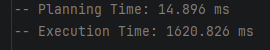 -- Planning Time: 14.896 ms
-- Execution Time: 1620.826 ms